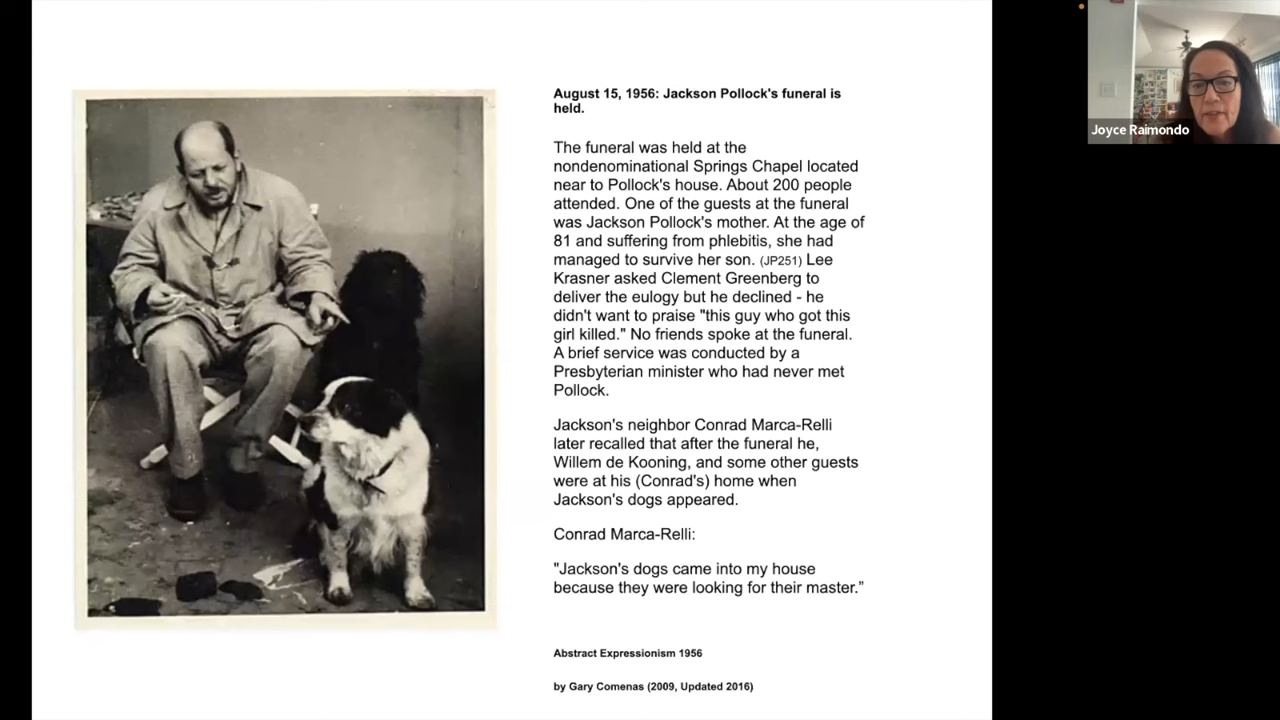 August 15, 1956: Jackson Pollock's funeral is
held.
The funeral was held at the
nondenominational Springs Chapel located
near to Pollock's house. About 200 people
attended. One of the guests at the funeral
was Jackson Pollock's mother. At the age of
81 and suffering from phlebitis, she had
managed to survive her son. (JP251) Lee
Krasner asked Clement Greenberg to
deliver the eulogy but he declined - he
didn't want to praise "this guy who got this
girl killed." No friends spoke at the funeral.
A brief service was conducted by a
Presbyterian minister who had never met
Pollock.
Jackson's neighbor Conrad Marca-Relli
later recalled that after the funeral he,
Willem de Kooning, and some other guests
were at his (Conrad's) home when
Jackson's dogs appeared.
Conrad Marca-Relli:
"Jackson's dogs came into my house
because they were looking for their master.”
Abstract Expressionism 1956
by Gary Comenas (2009, Updated 2016)
Joyce Raimondo